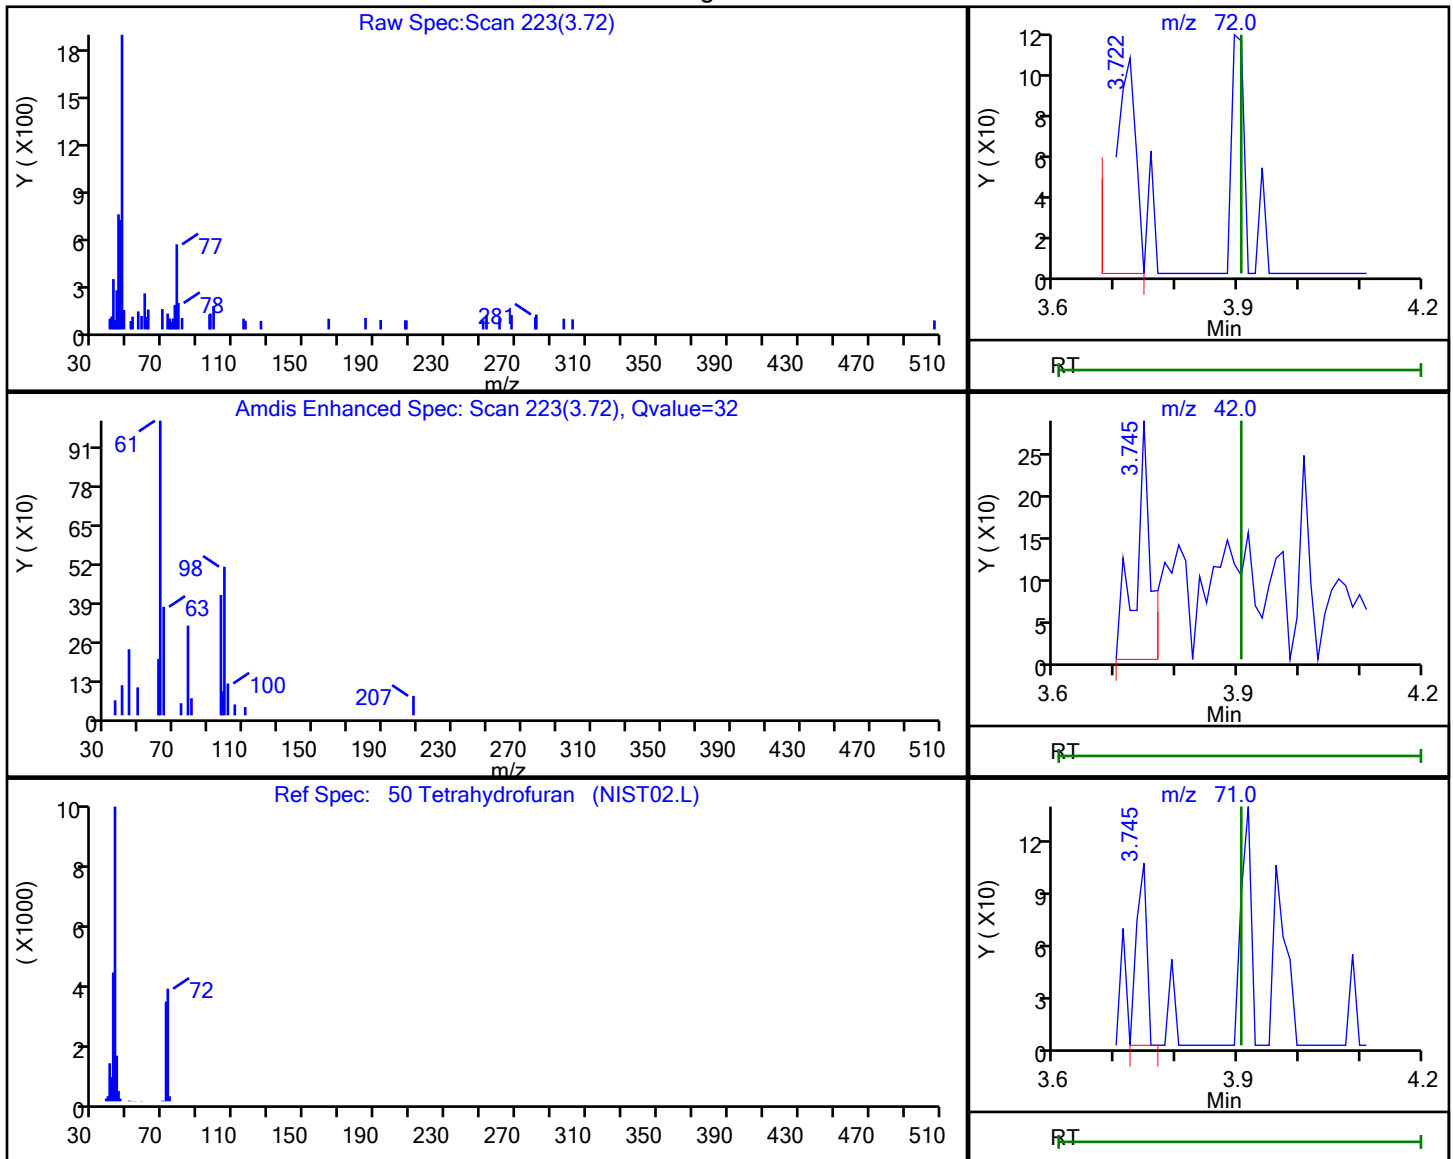 Raw Spec:Scan 223(3.72)
Y ( X100)
18
15
12
9
6
3
0
77
78
281
30 70 110 150 190 230 270 310 350 390 430 470 510
m/z
m/z 72.0
Y ( X10)
12
10
8
6
4
2
0
3.722
3.6 3.9 4.2
Min
RT
Amdis Enhanced Spec: Scan 223(3.72), Qvalue=32
Y ( X10)
91
78
65
52
39
26
13
0
61
98
63
100
207
30 70 110 150 190 230 270 310 350 390 430 470 510
m/z
m/z 42.0
Y ( X10)
25
20
15
10
5
0
3.745
3.6 3.9 4.2
Min
RT
Ref Spec: 50 Tetrahydrofuran (NIST02.L)
( X1000)
10
8
6
4
2
0
72
30 70 110 150 190 230 270 310 350 390 430 470 510
m/z 71.0
Y ( X10)
12
9
6
3
0
3.745
3.6 3.9 4.2
Min
RT